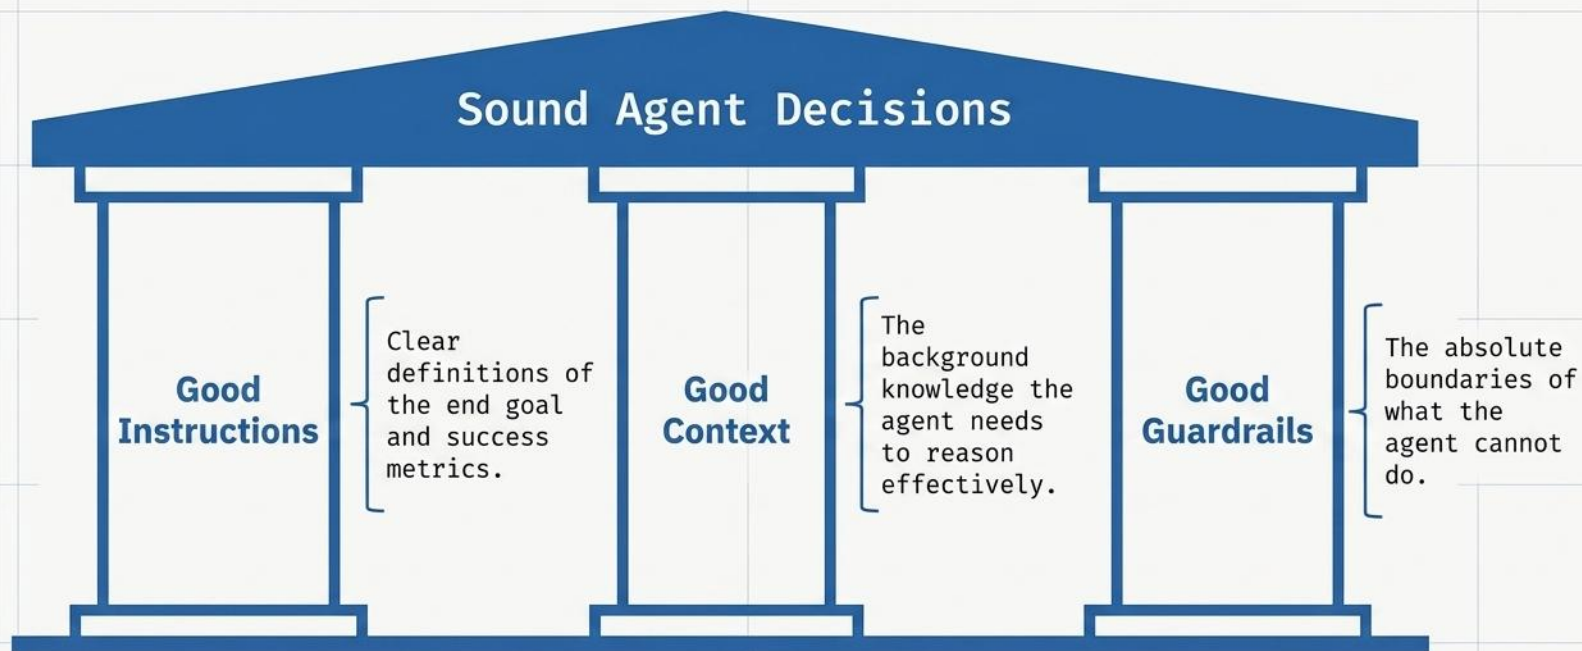 Sound Agent Decisions
Good
Instructions
Clear
definitions of
the end goal
and success
metrics.
Good
Context
The
background
knowledge the
agent needs
to reason
effectively.
Good
Guardrails
The absolute
boundaries of
what the
agent cannot
do.